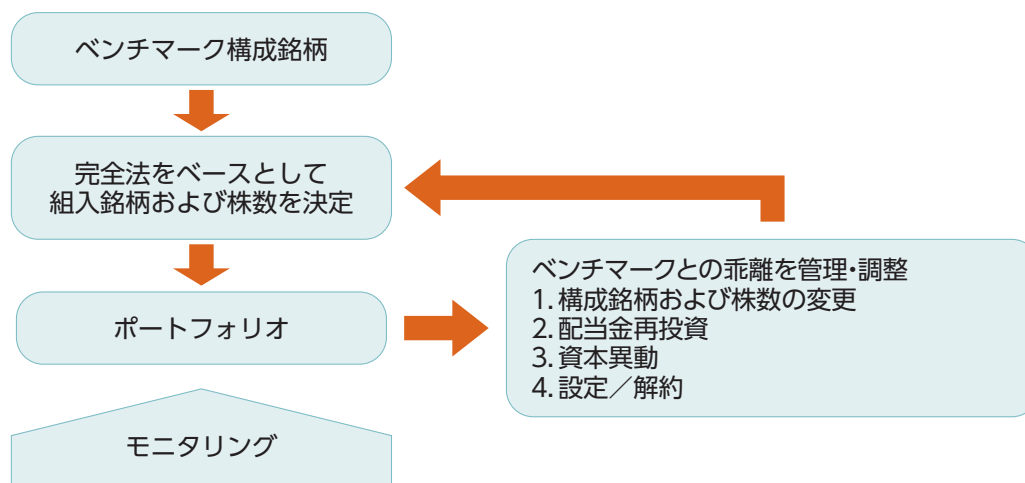 ベンチマーク構成銘柄
完全法をベースとして
組入銘柄および株数を決定
ポートフォリオ
モニタリング
ベンチマークとの乖離を管理・調整
1. 構成銘柄および株数の変更
2. 配当金再投資
3. 資本異動
4. 設定／解約